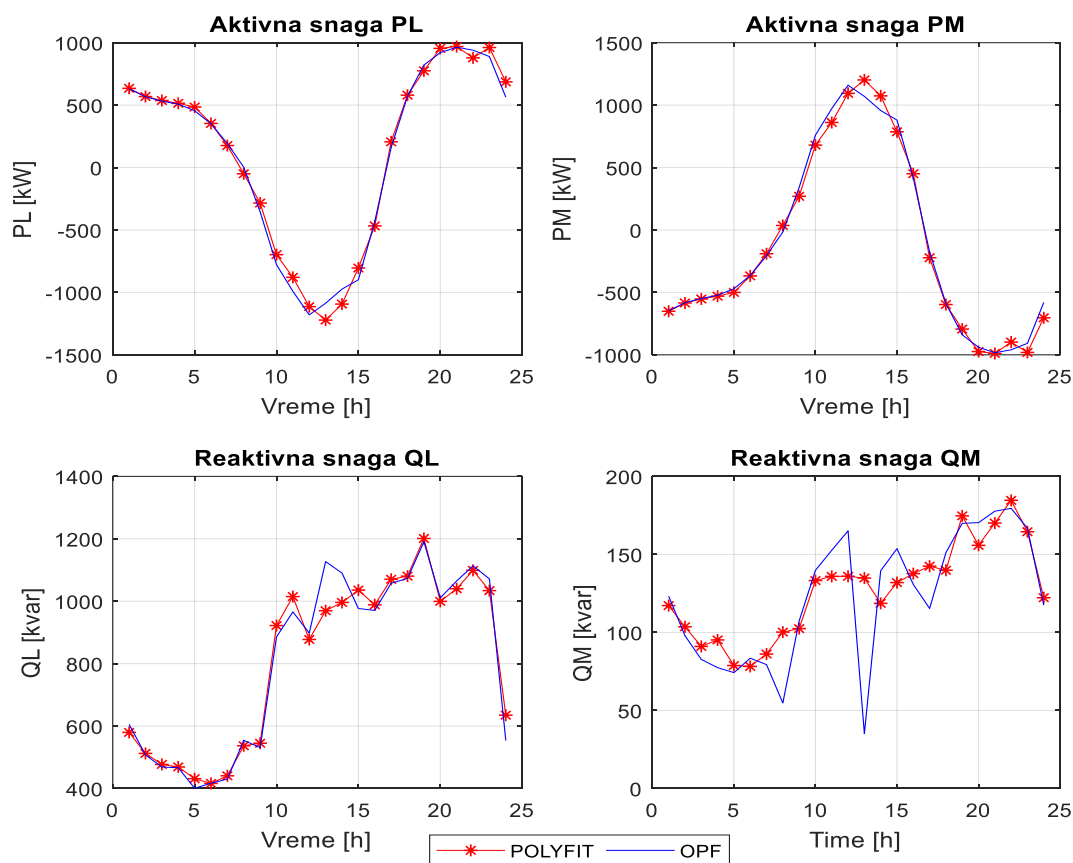 Aktivna snaga PL
PL [kW]
1000
500
0
-500
-1000
-1500
0 5 10 15 20 25
Vreme [h]
Aktivna snaga PM
PM [kW]
1500
1000
500
0
-500
-1000
0 5 10 15 20 25
Vreme [h]
Reaktivna snaga QL
QL [kvar]
1400
1200
1000
800
600
400
0 5 10 15 20 25
Vreme [h]
Reaktivna snaga QM
QM [kvar]
200
150
100
50
0
0 5 10 15 20 25
Time [h]
POLYFIT OPF